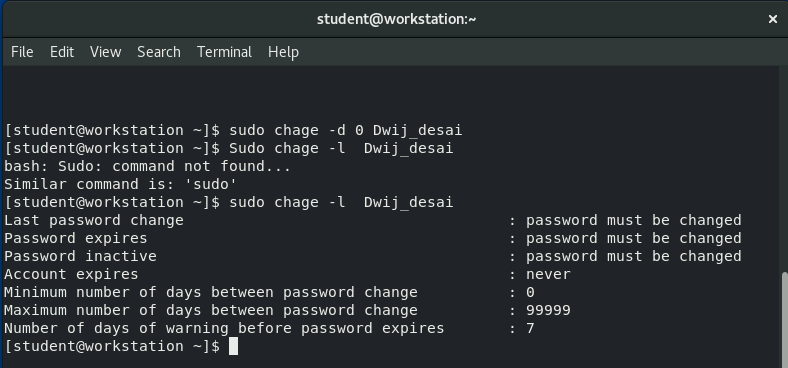 student@workstation:~ ×
File Edit View Search Terminal Help
[student@workstation ~]$ sudo chage -d 0 Dwij_desai
[student@workstation ~]$ Sudo chage -l  Dwij_desai
bash: Sudo: command not found...
Similar command is: 'sudo'
[student@workstation ~]$ sudo chage -l  Dwij_desai
Last password change                                    : password must be changed
Password expires                                        : password must be changed
Password inactive                                       : password must be changed
Account expires                                         : never
Minimum number of days between password change          : 0
Maximum number of days between password change          : 99999
Number of days of warning before password expires       : 7
[student@workstation ~]$